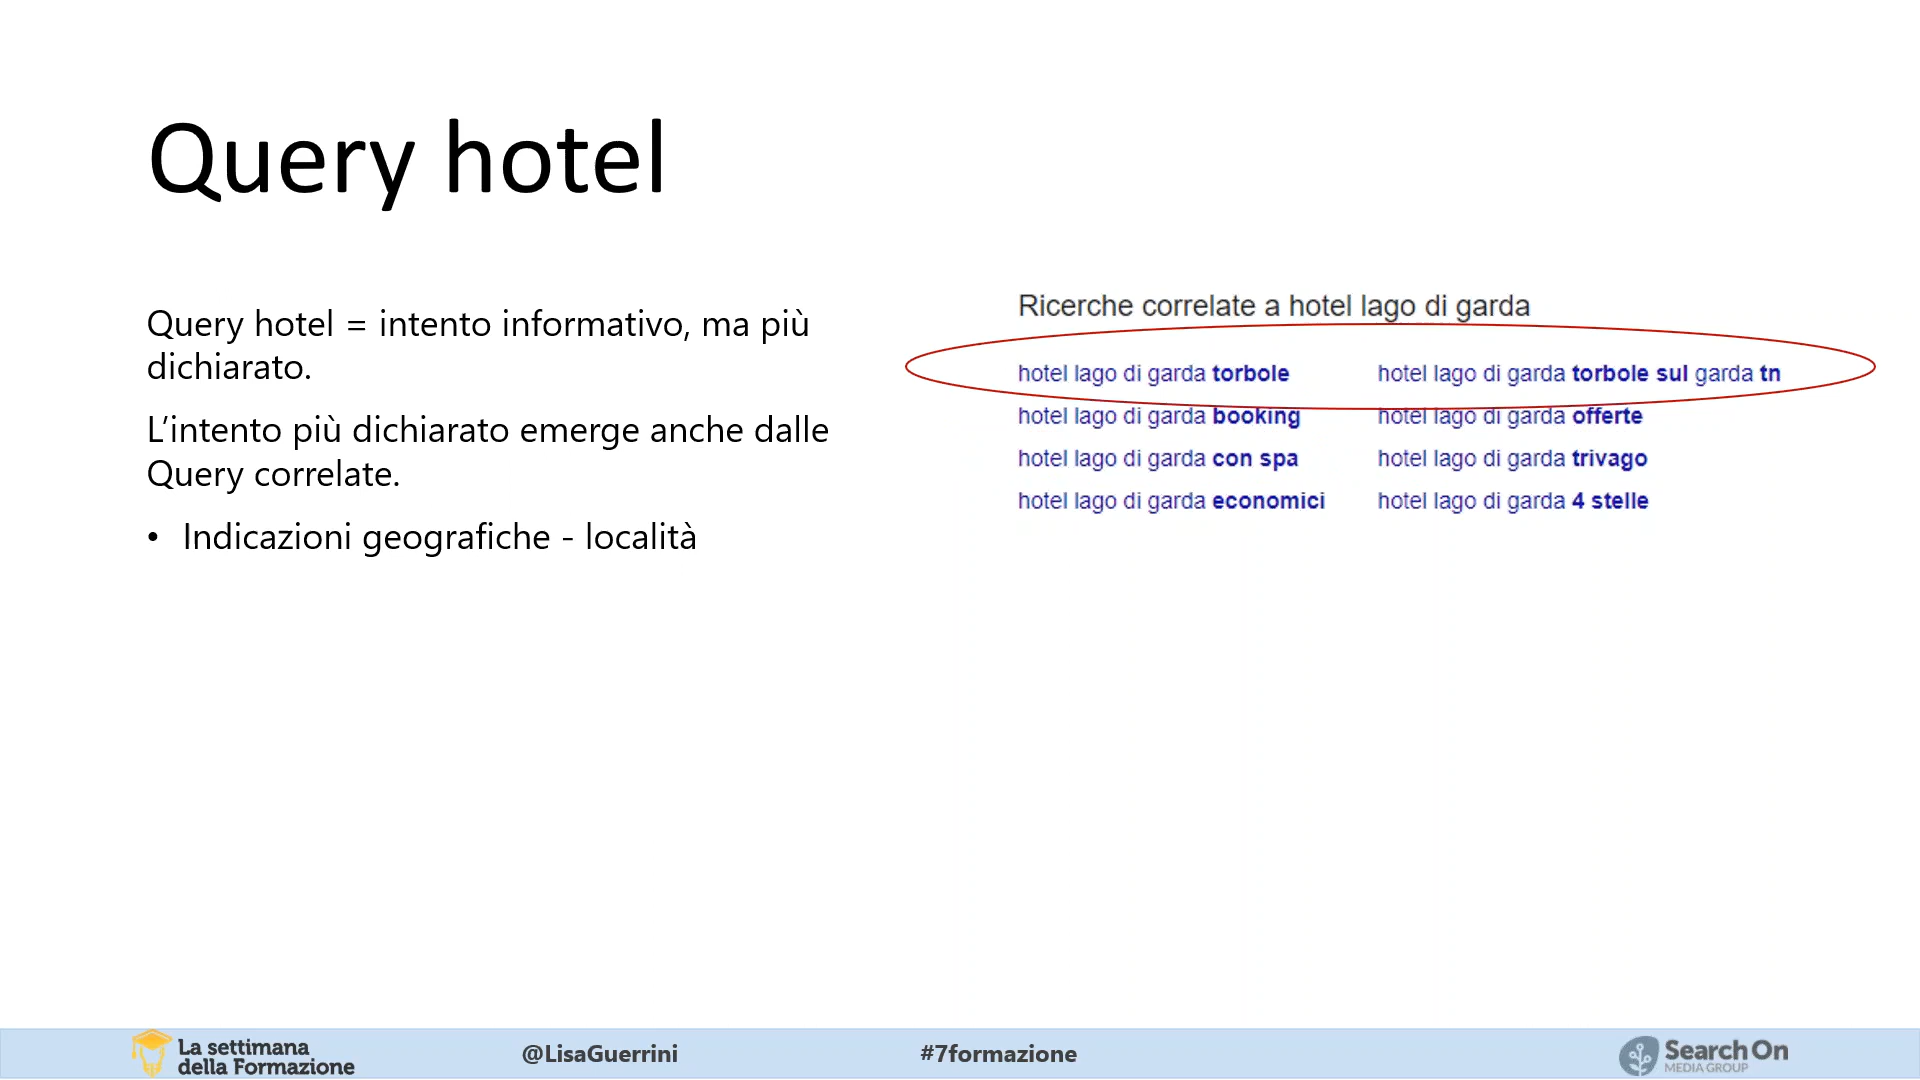 Query hotel
Query hotel = intento informativo, ma più
dichiarato.
L’intento più dichiarato emerge anche dalle
Query correlate.
• Indicazioni geografiche - località
Ricerche correlate a hotel lago di garda
hotel lago di garda torbole
hotel lago di garda torbole sul garda tn
hotel lago di garda booking
hotel lago di garda offerte
hotel lago di garda con spa
hotel lago di garda trivago
hotel lago di garda economici
hotel lago di garda 4 stelle
La settimana
della Formazione
@LisaGuerrini
#7formazione
Search On
MEDIA GROUP